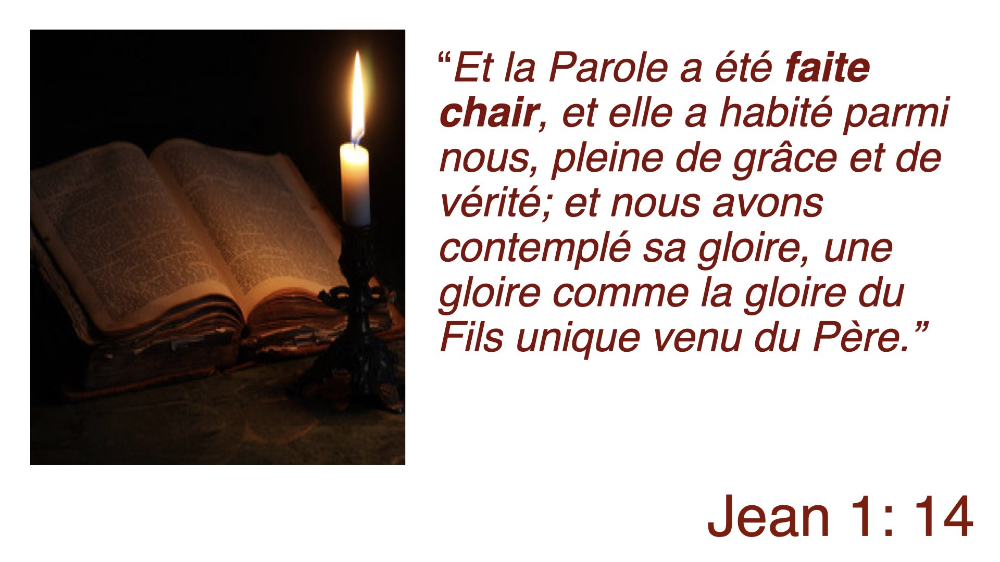 “Et la Parole a été faite
chair, et elle a habité parmi
nous, pleine de grâce et de
vérité; et nous avons
contemplé sa gloire, une
gloire comme la gloire du
Fils unique venu du Père.”
Jean 1: 14